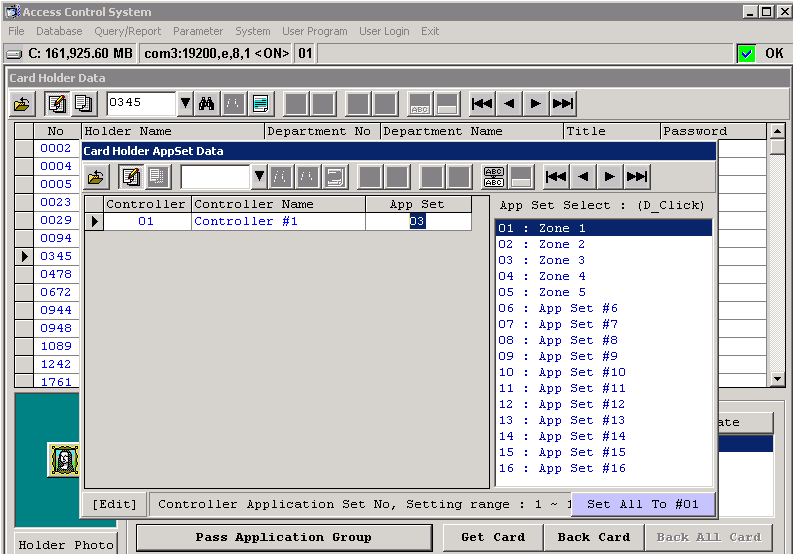 Access Control System
File Database Query/Report Parameter System User Program User Login Exit
C: 161,925.60 MB com3:19200,e,8,1 <ON> 01 OK
Card Holder Data
0345 ABC
No Holder Name Department No Department Name Title Password
0002
0004
0005
0023
0029
0094
0345
0478
0672
0944
0948
1089
1242
1761
Card Holder AppSet Data
ABC ABC
Controller Controller Name App Set
01 Controller #1 03
App Set Select : (D_Click)
01 : Zone 1
02 : Zone 2
03 : Zone 3
04 : Zone 4
05 : Zone 5
06 : App Set #6
07 : App Set #7
08 : App Set #8
09 : App Set #9
10 : App Set #10
11 : App Set #11
12 : App Set #12
13 : App Set #13
14 : App Set #14
15 : App Set #15
16 : App Set #16
[Edit] Controller Application Set No, Setting range : 1 ~ Set All To #01
ate
Holder Photo Pass Application Group Get Card Back Card Back All Card